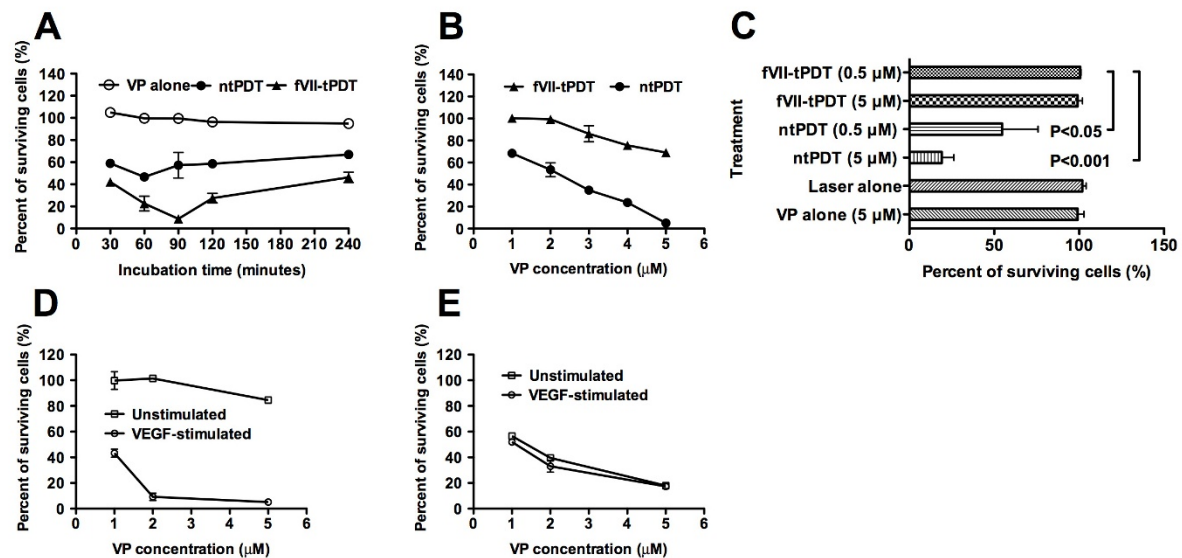 A
Percent of surviving cells (%)
140
120
100
80
60
40
20
0
VP alone
ntPDT
fVII-tPDT
0 30 60 90 120 150 180 210 240
Incubation time (minutes)
B
Percent of surviving cells (%)
140
120
100
80
60
40
20
0
fVII-tPDT
ntPDT
0 1 2 3 4 5 6
VP concentration (μM)
C
Treatment
fVII-tPDT (0.5 μM)
fVII-tPDT (5 μM)
ntPDT (0.5 μM)
ntPDT (5 μM)
Laser alone
VP alone (5 μM)
P<0.05
P<0.001
0 50 100 150
Percent of surviving cells (%)
D
Percent of surviving cells (%)
120
100
80
60
40
20
0
Unstimulated
VEGF-stimulated
0 1 2 3 4 5 6
VP concentration (μM)
E
Percent of surviving cells (%)
120
100
80
60
40
20
0
Unstimulated
VEGF-stimulated
0 1 2 3 4 5 6
VP concentration (μM)